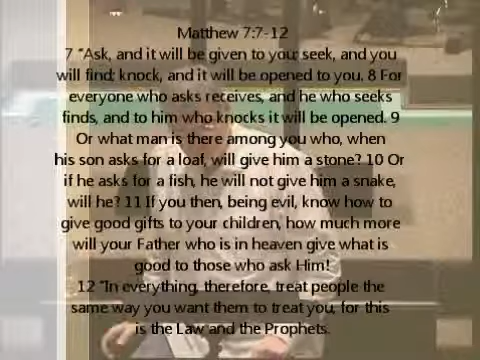 Matthew 7:7-12
7 "Ask, and it will be given to you; seek, and you
will find; knock, and it will be opened to you. 8 For
everyone who asks receives, and he who seeks
finds, and to him who knocks it will be opened. 9
Or what man is there among you who, when
his son asks for a loaf, will give him a stone? 10 Or
if he asks for a fish, he will not give him a snake,
will he? 11 If you then, being evil, know how to
give good gifts to your children, how much more
will your Father who is in heaven give what is
good to those who ask Him!
12 "In everything, therefore, treat people the
same way you want them to treat you, for this
is the Law and the Prophets.